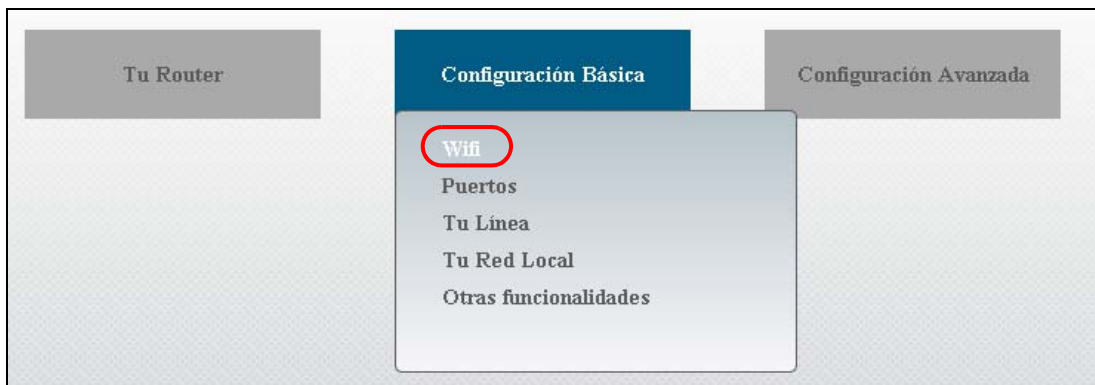 Tu Router
Configuración Básica
Configuración Avanzada
Wifi
Puertos
Tu Línea
Tu Red Local
Otras funcionalidades